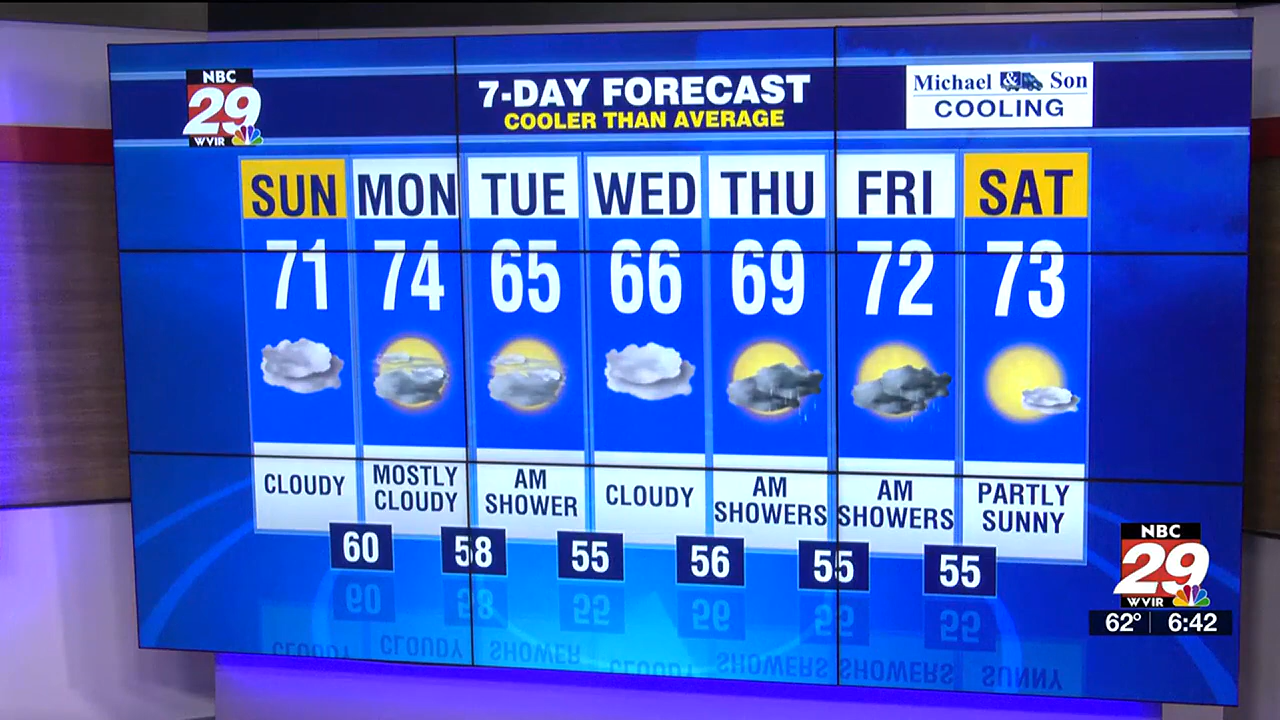 NBC
29
WVIR
7-DAY FORECAST
COOLER THAN AVERAGE
Michael & Son
COOLING
SUN MON TUE WED THU FRI SAT
71 74 65 66 69 72 73
CLOUDY
MOSTLY
CLOUDY
AM
SHOWER
CLOUDY
AM
SHOWERS
AM
SHOWERS
PARTLY
SUNNY
60 58 55 56 55 55
NBC
29
WVIR
62° 6:42